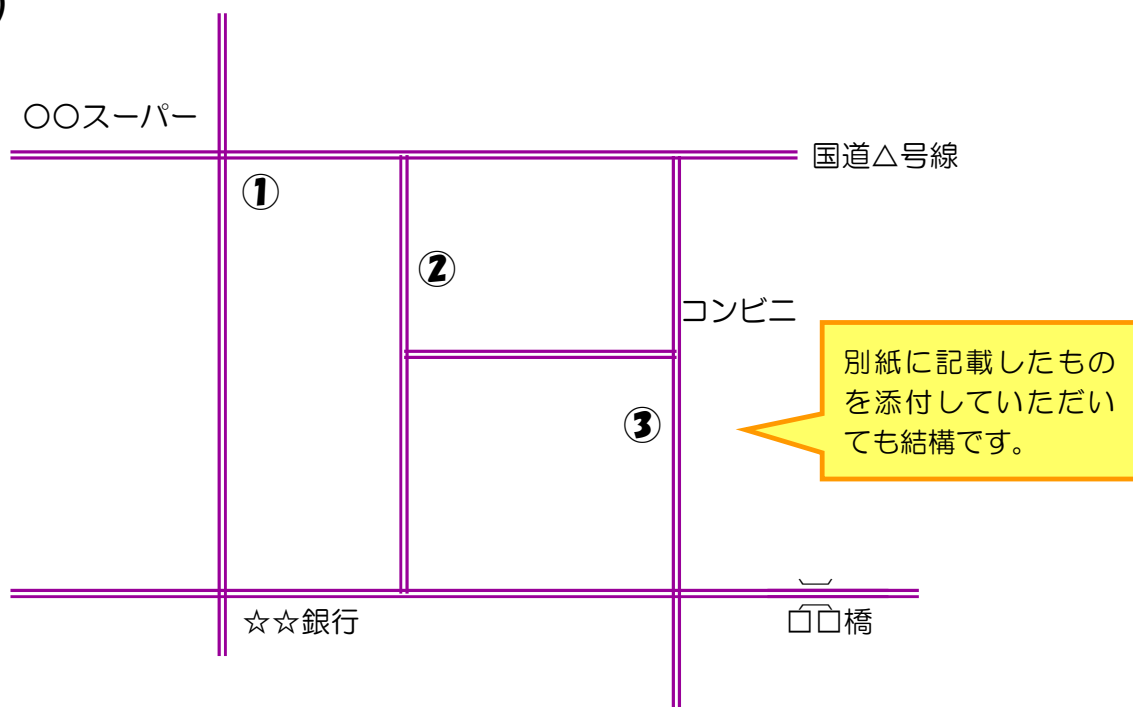 )
〇〇スーパー
国道△号線
①
②
コンビニ
別紙に記載したもの
を添付していただい
ても結構です。
③
☆☆銀行
□□橋